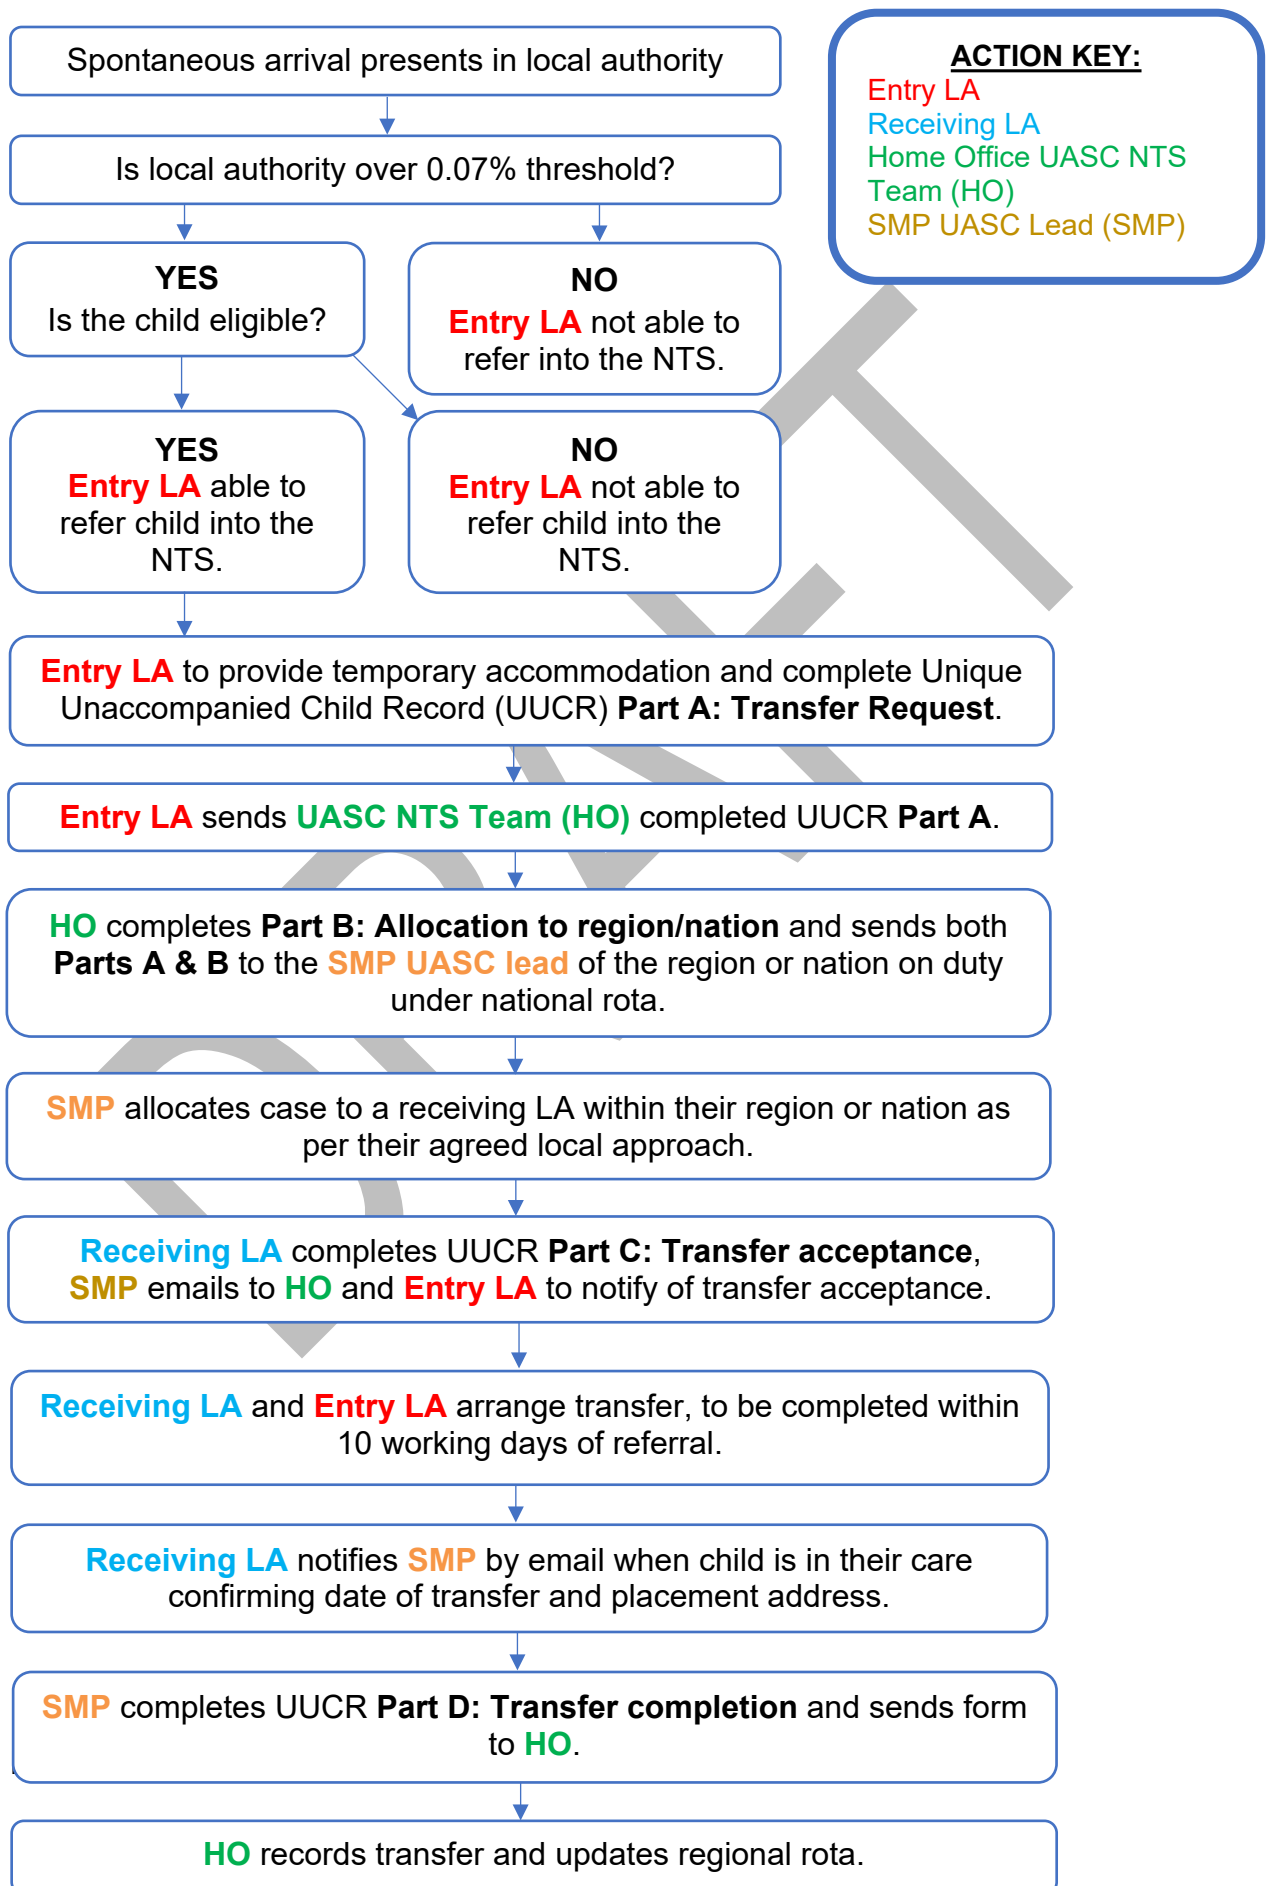 Spontaneous arrival presents in local authority
ACTION KEY:
Entry LA
Receiving LA
Home Office UASC NTS
Team (HO)
SMP UASC Lead (SMP)
Is local authority over 0.07% threshold?
YES
Is the child eligible?
NO
Entry LA not able to
refer into the NTS.
YES
Entry LA able to
refer child into the
NTS.
NO
Entry LA not able to
refer child into the
NTS.
Entry LA to provide temporary accommodation and complete Unique
Unaccompanied Child Record (UUCR) Part A: Transfer Request.
Entry LA sends UASC NTS Team (HO) completed UUCR Part A.
HO completes Part B: Allocation to region/nation and sends both
Parts A & B to the SMP UASC lead of the region or nation on duty
under national rota.
SMP allocates case to a receiving LA within their region or nation as
per their agreed local approach.
Receiving LA completes UUCR Part C: Transfer acceptance,
SMP emails to HO and Entry LA to notify of transfer acceptance.
Receiving LA and Entry LA arrange transfer, to be completed within
10 working days of referral.
Receiving LA notifies SMP by email when child is in their care
confirming date of transfer and placement address.
SMP completes UUCR Part D: Transfer completion and sends form
to HO.
HO records transfer and updates regional rota.
DRAFT